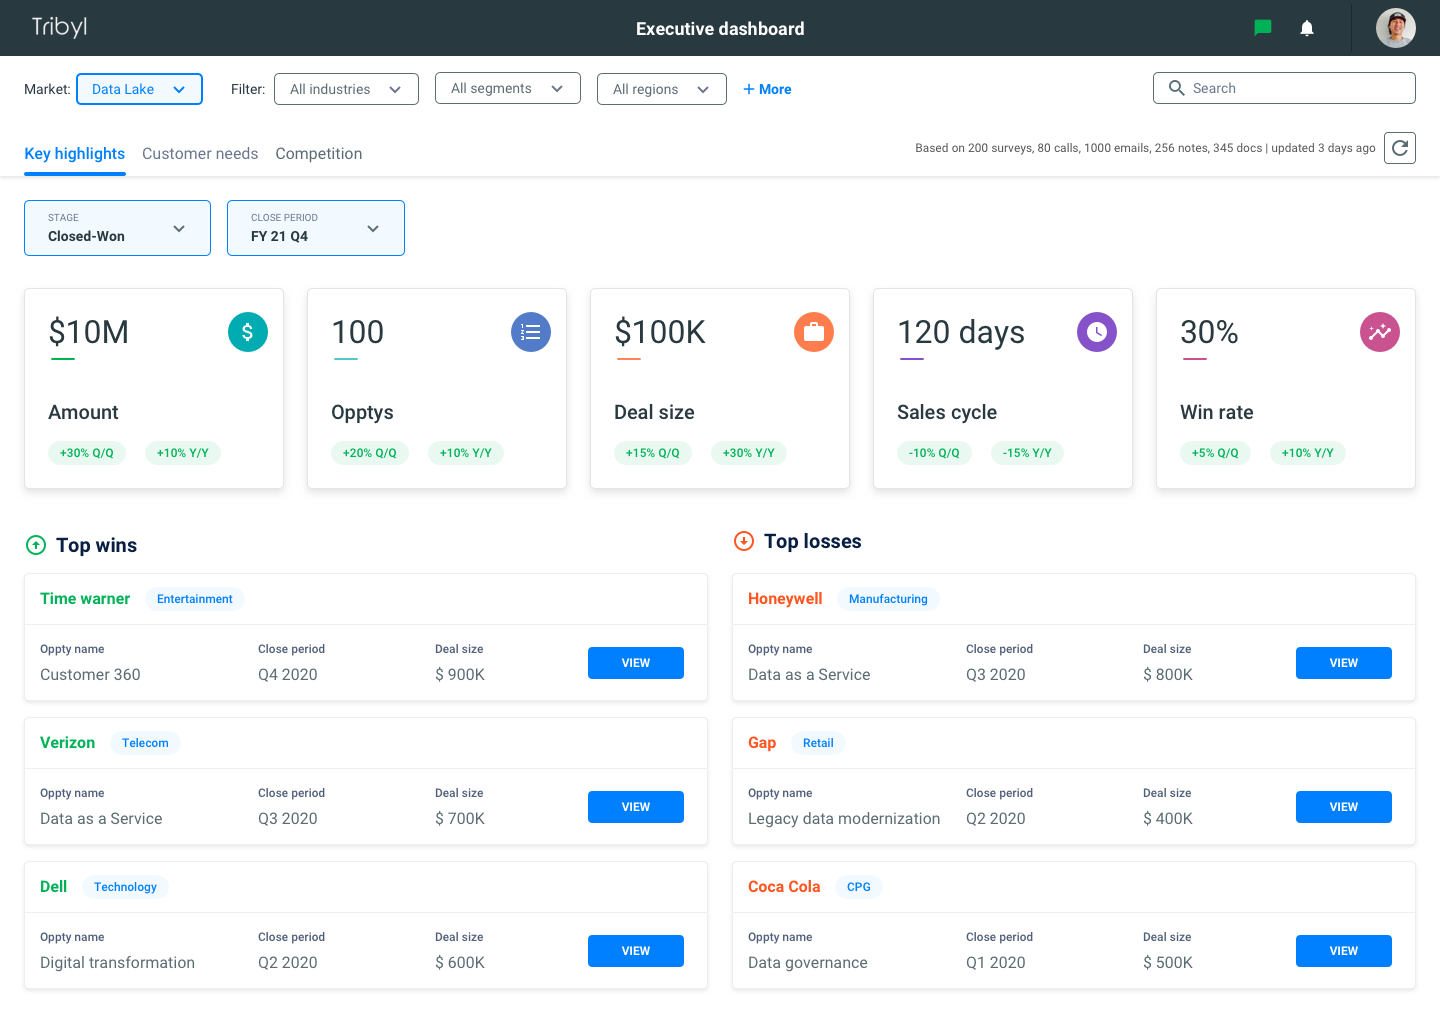 Tribyl
Executive dashboard
Market: Data Lake
Filter: All industries All segments All regions + More
Search
Key highlights Customer needs Competition
Based on 200 surveys, 80 calls, 1000 emails, 256 notes, 345 docs | updated 3 days ago
STAGE
Closed-Won
CLOSE PERIOD
FY 21 Q4
$10M
Amount
+30% Q/Q +10% Y/Y
100
Opptys
+20% Q/Q +10% Y/Y
$100K
Deal size
+15% Q/Q +30% Y/Y
120 days
Sales cycle
-10% Q/Q -15% Y/Y
30%
Win rate
+5% Q/Q +10% Y/Y
Top wins
Time warner Entertainment
Oppty name Close period Deal size
Customer 360 Q4 2020 $ 900K
VIEW
Verizon Telecom
Oppty name Close period Deal size
Data as a Service Q3 2020 $ 700K
VIEW
Dell Technology
Oppty name Close period Deal size
Digital transformation Q2 2020 $ 600K
VIEW
Top losses
Honeywell Manufacturing
Oppty name Close period Deal size
Data as a Service Q3 2020 $ 800K
VIEW
Gap Retail
Oppty name Close period Deal size
Legacy data modernization Q2 2020 $ 400K
VIEW
Coca Cola CPG
Oppty name Close period Deal size
Data governance Q1 2020 $ 500K
VIEW